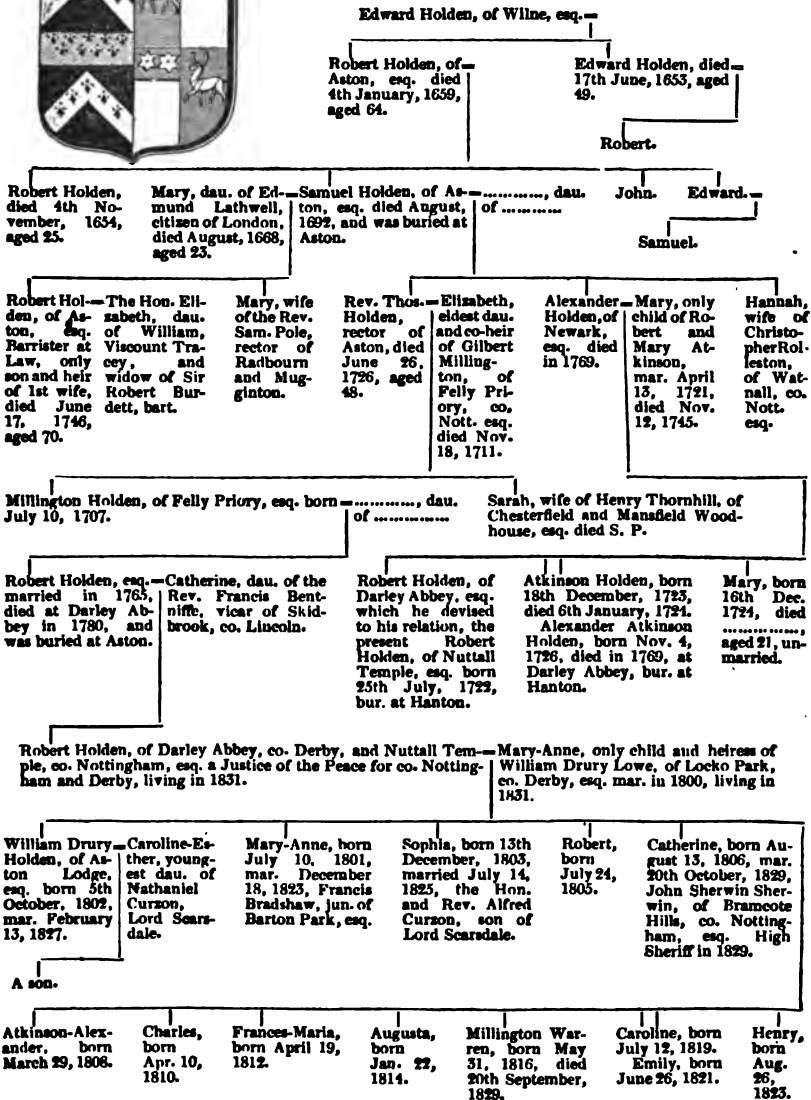 Edward Holden, of Wilne, esq.
Robert Holden, of
Aston, esq. died
4th January, 1659,
aged 64.
Edward Holden, died
17th June, 1653, aged
49.
Robert.
Robert Holden,
died 4th No-
vember, 1654,
aged 25.
Mary, dau. of Ed-
mund Lathwell,
citizen of London,
died August, 1668,
aged 23.
Samuel Holden, of As-
ton, esq. died August,
1692, and was buried at
Aston.
............, dau.
of ............
John.
Edward.
Samuel.
Robert Hol-
den, of As-
ton, esq.
Barrister at
Law, only
son and heir
of 1st wife,
died June
17, 1746,
aged 70.
The Hon. Eli-
sabeth, dau.
of William,
Viscount Tra-
cey, and
widow of Sir
Robert Bur-
dett, bart.
Mary, wife
of the Rev.
Sam. Pole,
rector of
Radbourn
and Mug-
ginton.
Rev. Thos.
Holden,
rector of
Aston, died
June 26,
1726, aged
48.
Elizabeth,
eldest dau.
and co-heir
of Gilbert
Milling-
ton, of
Felly Pri-
ory, co.
Nott. esq.
died Nov.
18, 1711.
Alexander
Holden, of
Newark,
esq. died
in 1769.
Mary, only
child of Ro-
bert and
Mary At-
kinson,
mar. April
13, 1721,
died Nov.
12, 1745.
Hannah,
wife of
Christo-
pher Rol-
leston,
of Wat-
nall, co.
Nott.
esq.
Millington Holden, of Felly Priory, esq. born
July 10, 1707.
............, dau.
of ...............
Sarah, wife of Henry Thornhill, of
Chesterfield and Mansfield Wood-
house, esq. died S. P.
Robert Holden, esq.
married in 1765,
died at Darley Ab-
bey in 1780, and
was buried at Aston.
Catherine, dau. of the
Rev. Francis Bent-
niffe, vicar of Skid-
brook, co. Lincoln.
Robert Holden, of
Darley Abbey, esq.
which he devised
to his relation, the
present Robert
Holden, of Nuttall
Temple, esq. born
25th July, 1722,
bur. at Hanton.
Atkinson Holden, born
18th December, 1723,
died 6th January, 1724.
Alexander Atkinson
Holden, born Nov. 4,
1726, died in 1769, at
Darley Abbey, bur. at
Hanton.
Mary, born
16th Dec.
1724, died
..............,
aged 21, un-
married.
Robert Holden, of Darley Abbey, co. Derby, and Nuttall Tem-
ple, co. Nottingham, esq. a Justice of the Peace for co. Notting-
ham and Derby, living in 1831.
Mary-Anne, only child and heiress of
William Drury Lowe, of Locko Park,
co. Derby, esq. mar. in 1800, living in
1831.
William Drury
Holden, of As-
ton Lodge,
esq. born 5th
October, 1802,
mar. February
13, 1827.
Caroline-Es-
ther, young-
est dau. of
Nathaniel
Curzon,
Lord Scars-
dale.
Mary-Anne, born
July 10, 1801,
mar. December
18, 1823, Francis
Bradshaw, jun. of
Barton Park, esq.
Sophia, born 13th
December, 1803,
married July 14,
1825, the Hon.
and Rev. Alfred
Curzon, son of
Lord Scarsdale.
Robert,
born
July 24,
1805.
Catherine, born Au-
gust 13, 1806, mar.
20th October, 1829,
John Sherwin Sher-
win, of Bramcote
Hills, co. Notting-
ham, esq. High
Sheriff in 1829.
A son.
Atkinson-Alex-
ander, born
March 29, 1808.
Charles,
born
Apr. 10,
1810.
Frances-Maria,
born April 19,
1812.
Augusta,
born
Jan. 22,
1814.
Millington War-
ren, born May
31, 1816, died
20th September,
1829.
Caroline, born
July 12, 1819.
Emily, born
June 26, 1821.
Henry,
born
Aug.
26,
1823.